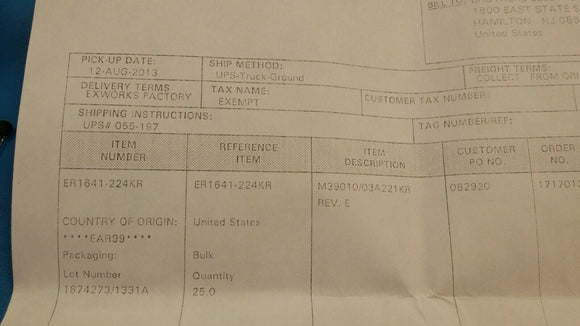 BILL TO:
1800 EAST STATE S
HAMILTON NJ
United States
PICK-UP DATE:
12-AUG-2013
SHIP METHOD:
UPS-Truck-Ground
FREIGHT TERMS:
COLLECT FROM ORI
DELIVERY TERMS
EXWORKS FACTORY
TAX NAME:
EXEMPT
CUSTOMER TAX NUMBER:
SHIPPING INSTRUCTIONS:
UPS# 055-197
TAG NUMBER/REF:
ITEM NUMBER
REFERENCE ITEM
ITEM DESCRIPTION
CUSTOMER PO NO.
ORDER NO.
ER1641-224KR
ER1641-224KR
M39010/03A221KR
REV. E
082920
171701
COUNTRY OF ORIGIN:
United States
****EAR99****
Packaging:
Bulk
Lot Number
Quantity
1874273/1331A
25.0